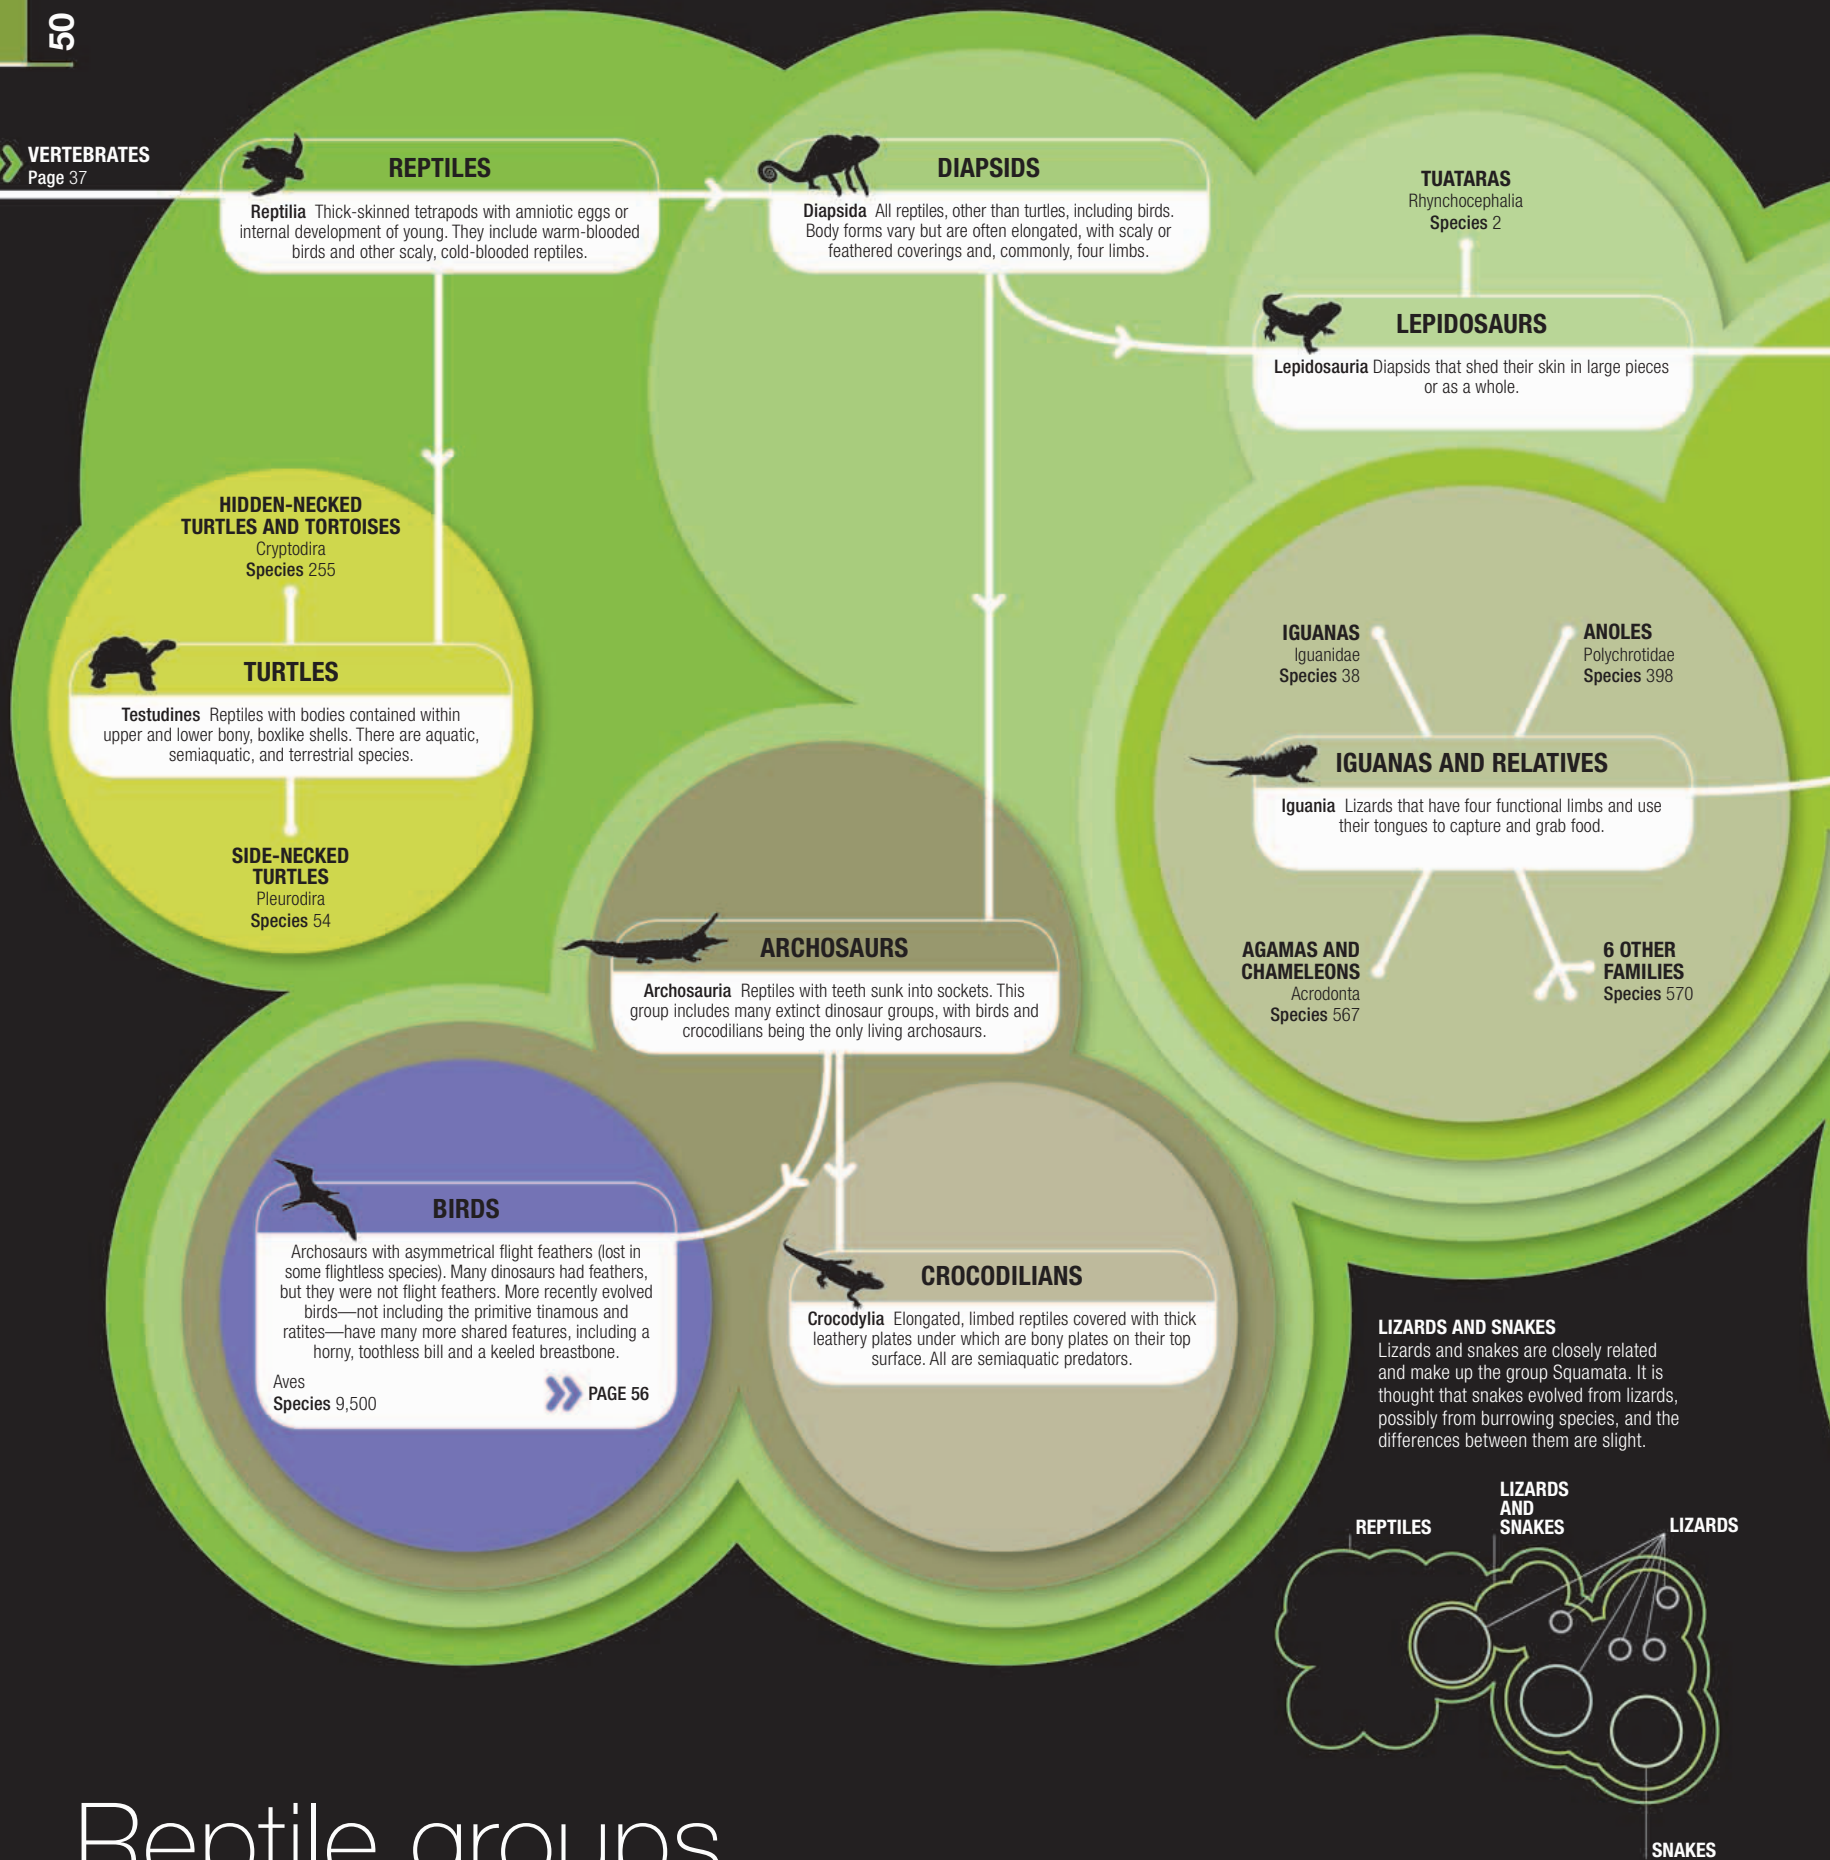 50
VERTEBRATES
Page 37
REPTILES
Reptilia Thick-skinned tetrapods with amniotic eggs or
internal development of young. They include warm-blooded
birds and other scaly, cold-blooded reptiles.
DIAPSIDS
Diapsida All reptiles, other than turtles, including birds.
Body forms vary but are often elongated, with scaly or
feathered coverings and, commonly, four limbs.
TUATARAS
Rhynchocephalia
Species 2
LEPIDOSAURS
Lepidosauria Diapsids that shed their skin in large pieces
or as a whole.
HIDDEN-NECKED
TURTLES AND TORTOISES
Cryptodira
Species 255
TURTLES
Testudines Reptiles with bodies contained within
upper and lower bony, boxlike shells. There are aquatic,
semiaquatic, and terrestrial species.
SIDE-NECKED
TURTLES
Pleurodira
Species 54
IGUANAS
Iguanidae
Species 38
ANOLES
Polychrotidae
Species 398
IGUANAS AND RELATIVES
Iguania Lizards that have four functional limbs and use
their tongues to capture and grab food.
AGAMAS AND
CHAMELEONS
Acrodonta
Species 567
6 OTHER
FAMILIES
Species 570
ARCHOSAURS
Archosauria Reptiles with teeth sunk into sockets. This
group includes many extinct dinosaur groups, with birds and
crocodilians being the only living archosaurs.
BIRDS
Archosaurs with asymmetrical flight feathers (lost in
some flightless species). Many dinosaurs had feathers,
but they were not flight feathers. More recently evolved
birds—not including the primitive tinamous and
ratites—have many more shared features, including a
horny, toothless bill and a keeled breastbone.
Aves
Species 9,500
PAGE 56
CROCODILIANS
Crocodylia Elongated, limbed reptiles covered with thick
leathery plates under which are bony plates on their top
surface. All are semiaquatic predators.
LIZARDS AND SNAKES
Lizards and snakes are closely related
and make up the group Squamata. It is
thought that snakes evolved from lizards,
possibly from burrowing species, and the
differences between them are slight.
REPTILES
LIZARDS
AND
SNAKES
LIZARDS
SNAKES
Reptile groups